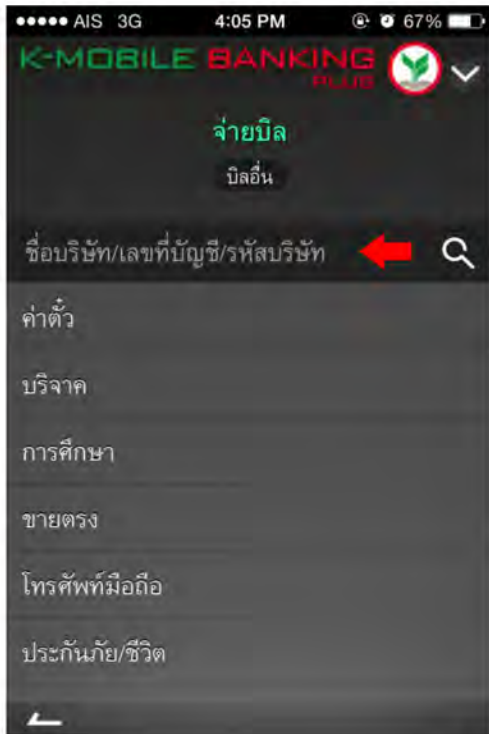 AIS 3G 4:05 PM 67%
K-MOBILE BANKING
PLUS
จ่ายบิล
บิลอื่น
ชื่อบริษัท/เลขที่บัญชี/รหัสบริษัท
ค่าตั๋ว
บริจาค
การศึกษา
ขายตรง
โทรศัพท์มือถือ
ประกันภัย/ชีวิต